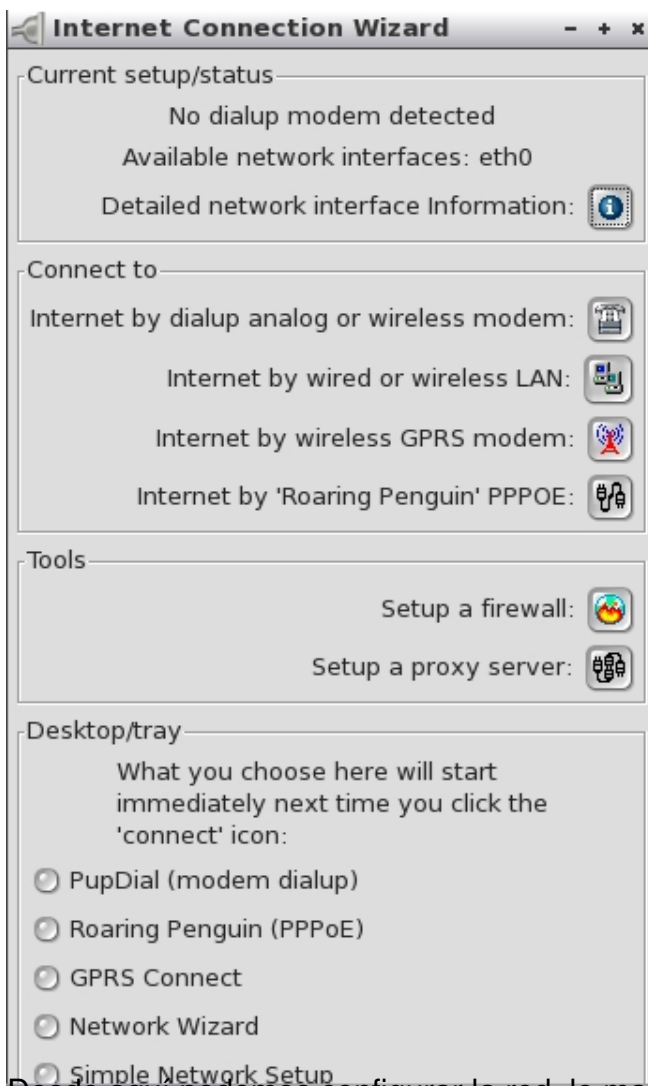 Internet Connection Wizard
Current setup/status
No dialup modem detected
Available network interfaces: eth0
Detailed network interface Information:
Connect to
Internet by dialup analog or wireless modem:
Internet by wired or wireless LAN:
Internet by wireless GPRS modem:
Internet by 'Roaring Penguin' PPPOE:
Tools
Setup a firewall:
Setup a proxy server:
Desktop/tray
What you choose here will start
immediately next time you click the
'connect' icon:
PupDial (modem dialup)
Roaring Penguin (PPPoE)
GPRS Connect
Network Wizard
Simple Network Setup